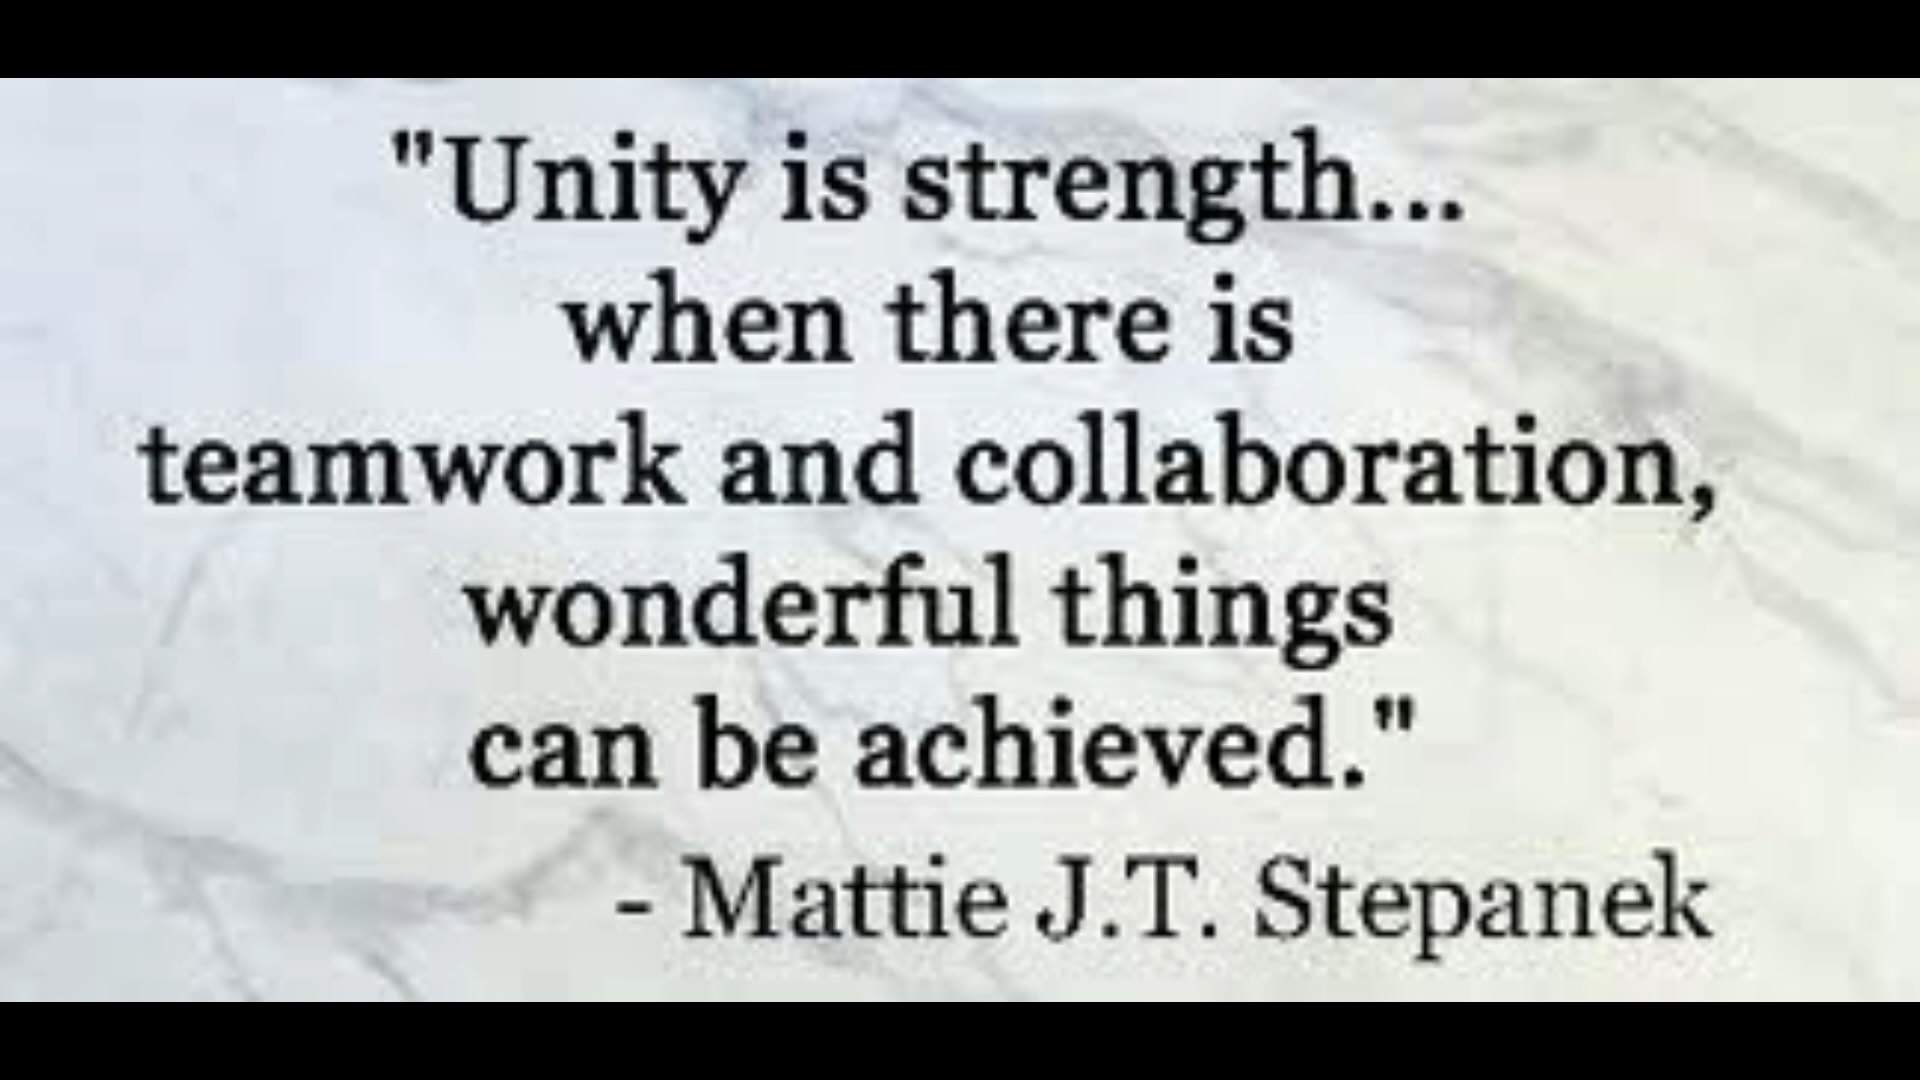 "Unity is strength...
when there is
teamwork and collaboration,
wonderful things
can be achieved."
- Mattie J.T. Stepanek